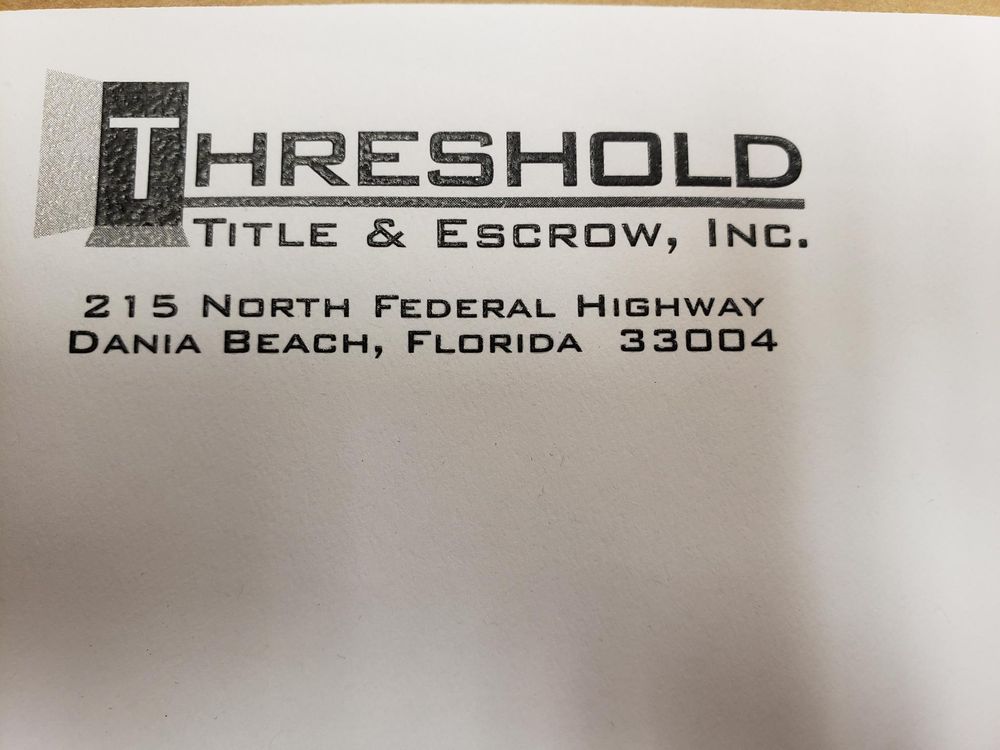 THRESHOLD
TITLE & ESCROW, INC.
215 NORTH FEDERAL HIGHWAY
DANIA BEACH, FLORIDA 33004